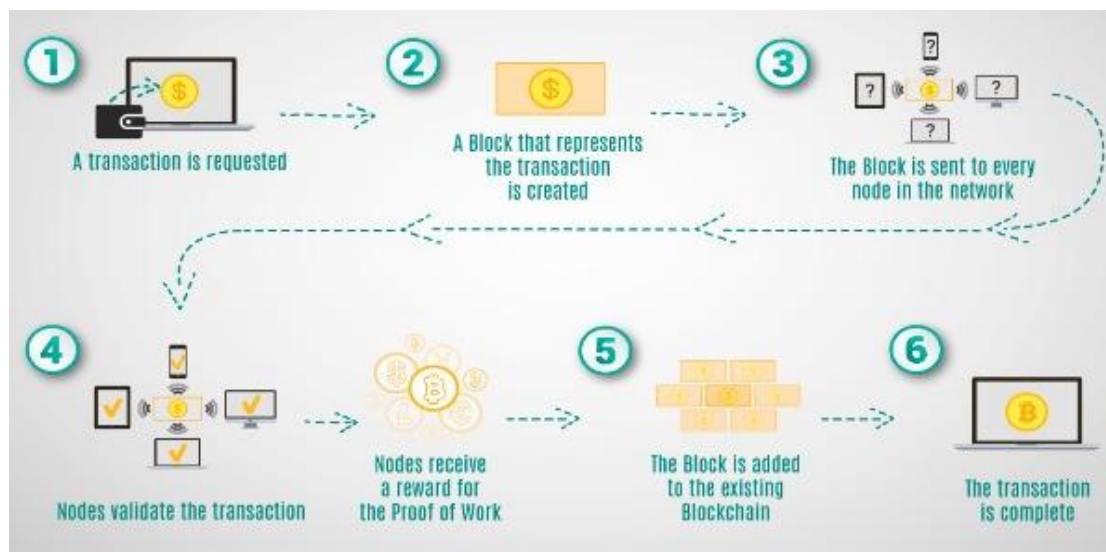 1
A transaction is requested
2
A Block that represents
the transaction
is created
3
? ? ? ?
The Block is sent to every
node in the network
4
Nodes validate the transaction
Nodes receive
a reward for
the Proof of Work
5
The Block is added
to the existing
Blockchain
6
The transaction
is complete